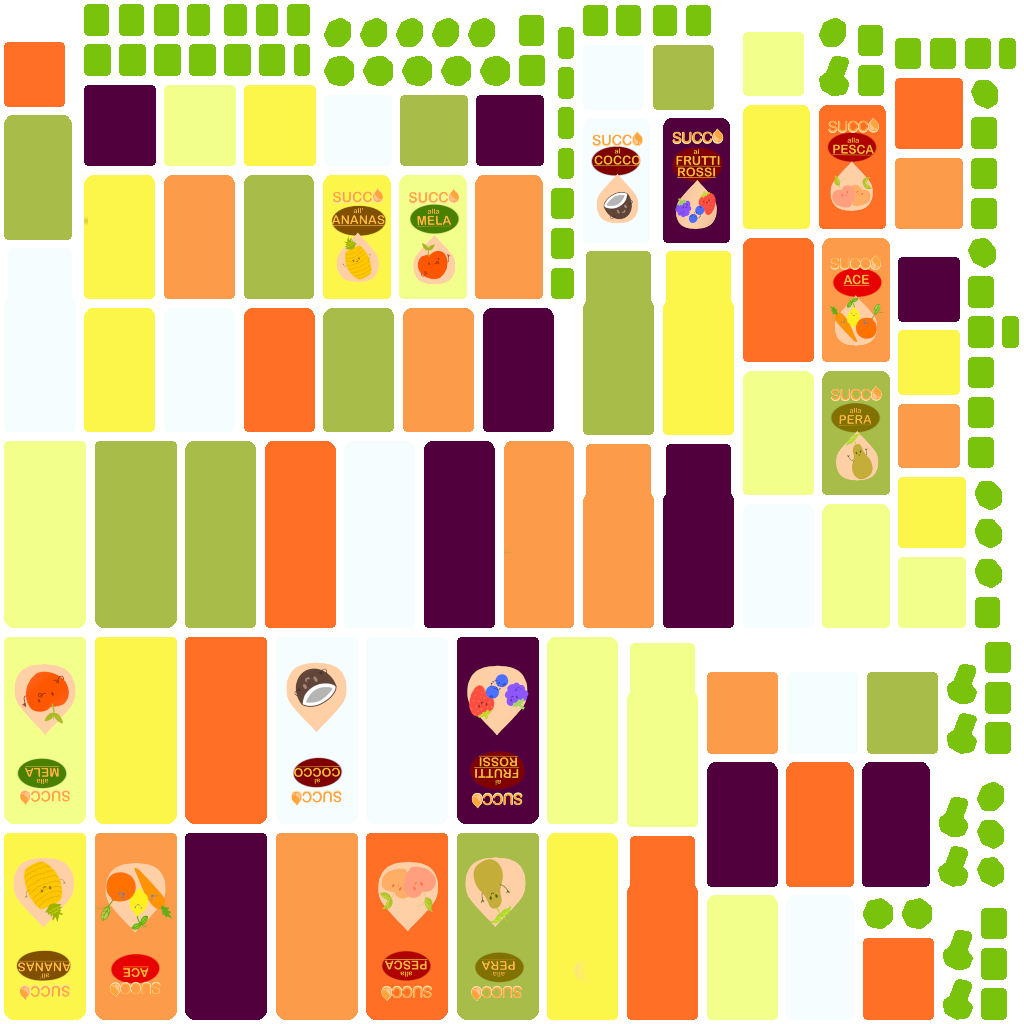 SUCCO
al
COCCO
SUCCO
ai
FRUTTI
ROSSI
SUCCO
alla
PESCA
SUCCO
all'
ANANAS
SUCCO
alla
MELA
SUCCO
ACE
SUCCO
alla
PERA
SUCCO
alla
MELA
SUCCO
al
COCCO
SUCCO
ai
FRUTTI
ROSSI
SUCCO
all'
ANANAS
SUCCO
ACE
SUCCO
alla
PESCA
SUCCO
alla
PERA